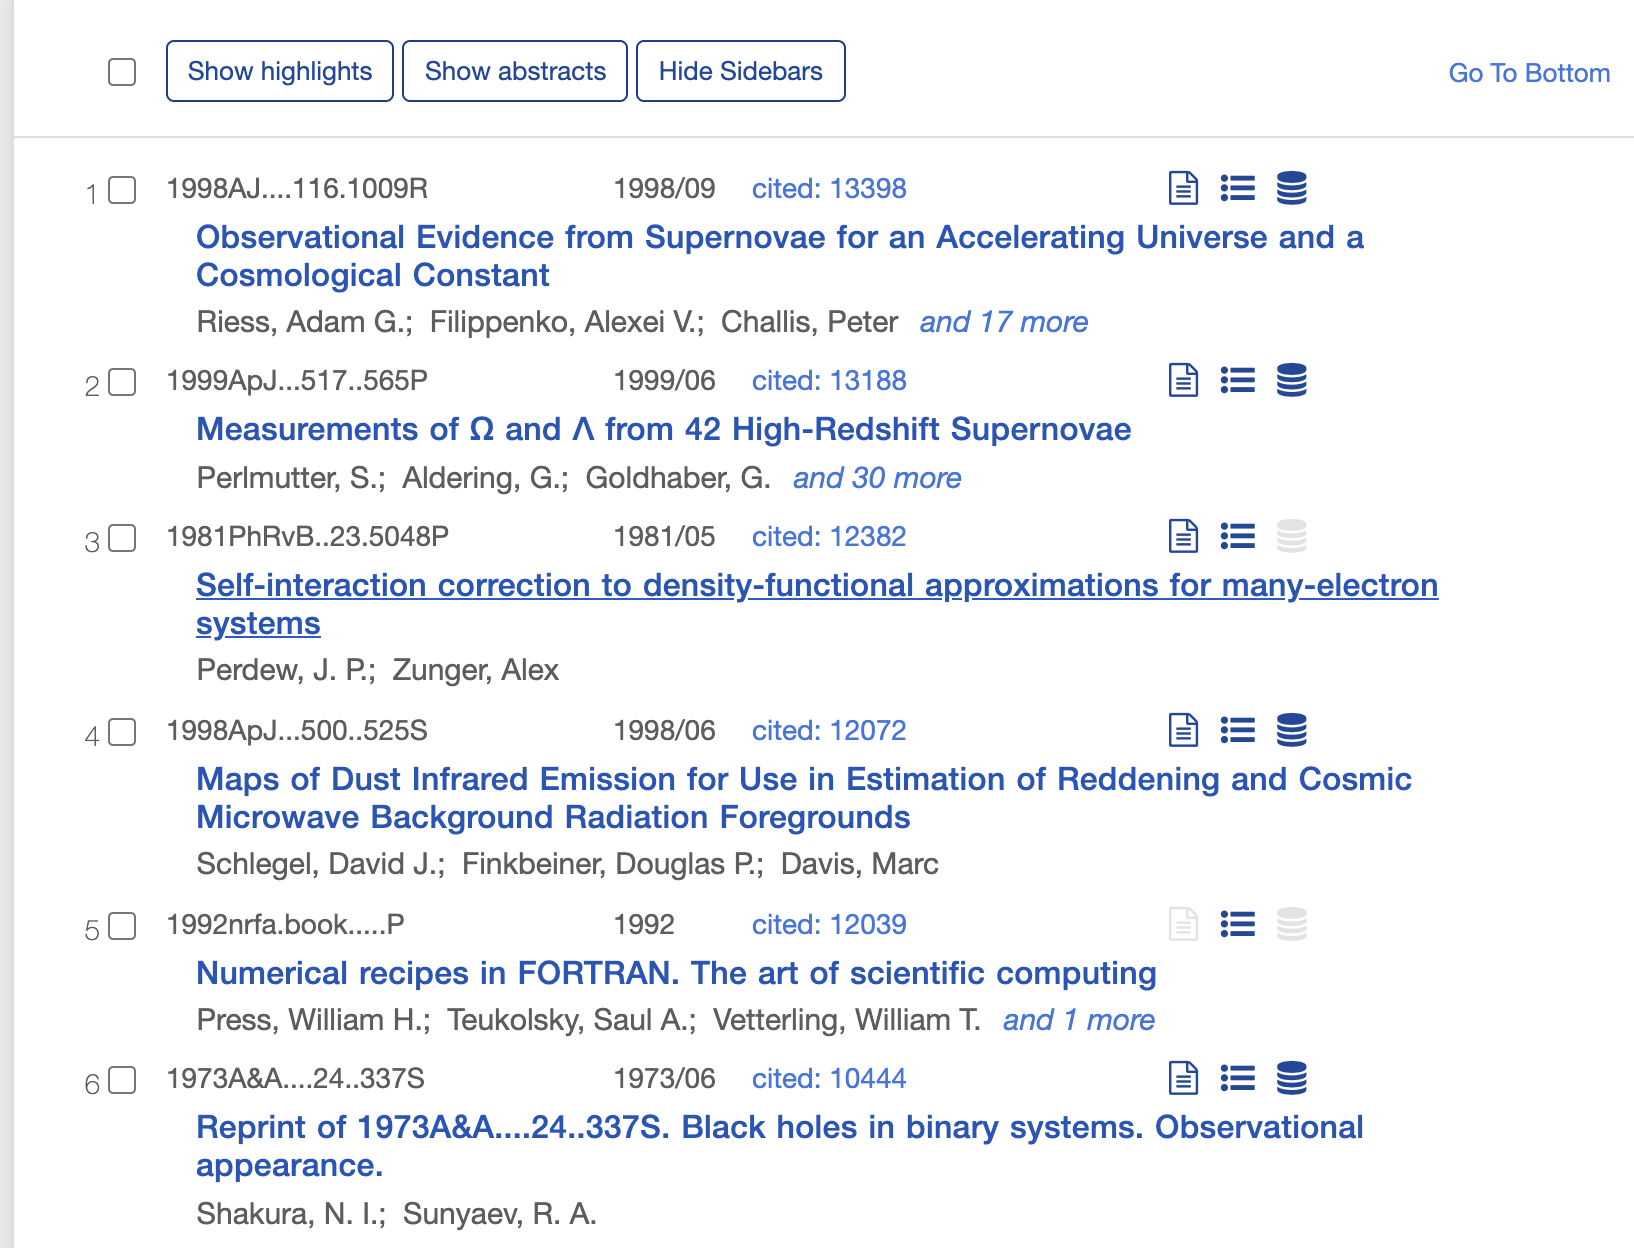 Show highlights Show abstracts Hide Sidebars Go To Bottom
1 1998AJ....116.1009R 1998/09 cited: 13398
Observational Evidence from Supernovae for an Accelerating Universe and a
Cosmological Constant
Riess, Adam G.; Filippenko, Alexei V.; Challis, Peter and 17 more
2 1999ApJ...517..565P 1999/06 cited: 13188
Measurements of Ω and Λ from 42 High-Redshift Supernovae
Perlmutter, S.; Aldering, G.; Goldhaber, G. and 30 more
3 1981PhRvB..23.5048P 1981/05 cited: 12382
Self-interaction correction to density-functional approximations for many-electron
systems
Perdew, J. P.; Zunger, Alex
4 1998ApJ...500..525S 1998/06 cited: 12072
Maps of Dust Infrared Emission for Use in Estimation of Reddening and Cosmic
Microwave Background Radiation Foregrounds
Schlegel, David J.; Finkbeiner, Douglas P.; Davis, Marc
5 1992nrfa.book.....P 1992 cited: 12039
Numerical recipes in FORTRAN. The art of scientific computing
Press, William H.; Teukolsky, Saul A.; Vetterling, William T. and 1 more
6 1973A&A....24..337S 1973/06 cited: 10444
Reprint of 1973A&A....24..337S. Black holes in binary systems. Observational
appearance.
Shakura, N. I.; Sunyaev, R. A.